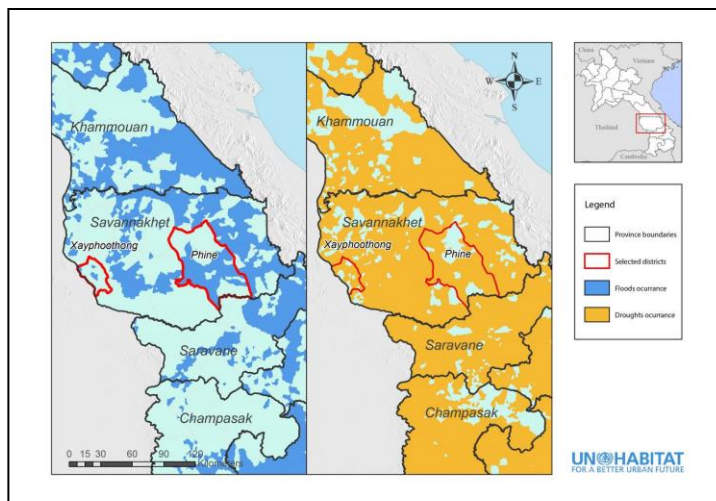 Khammouan
Savannakhet
Xayphoothong
Phine
Saravane
Champasak
0 15 30 60 90 120
Kilometers
N
W E
S
Khammouan
Savannakhet
Xayphoothong
Phine
Saravane
Champasak
China
Vietnam
Thailand
Cambodia
Legend
Province boundaries
Selected districts
Floods ocurrance
Droughts ocurrance
UN HABITAT
FOR A BETTER URBAN FUTURE